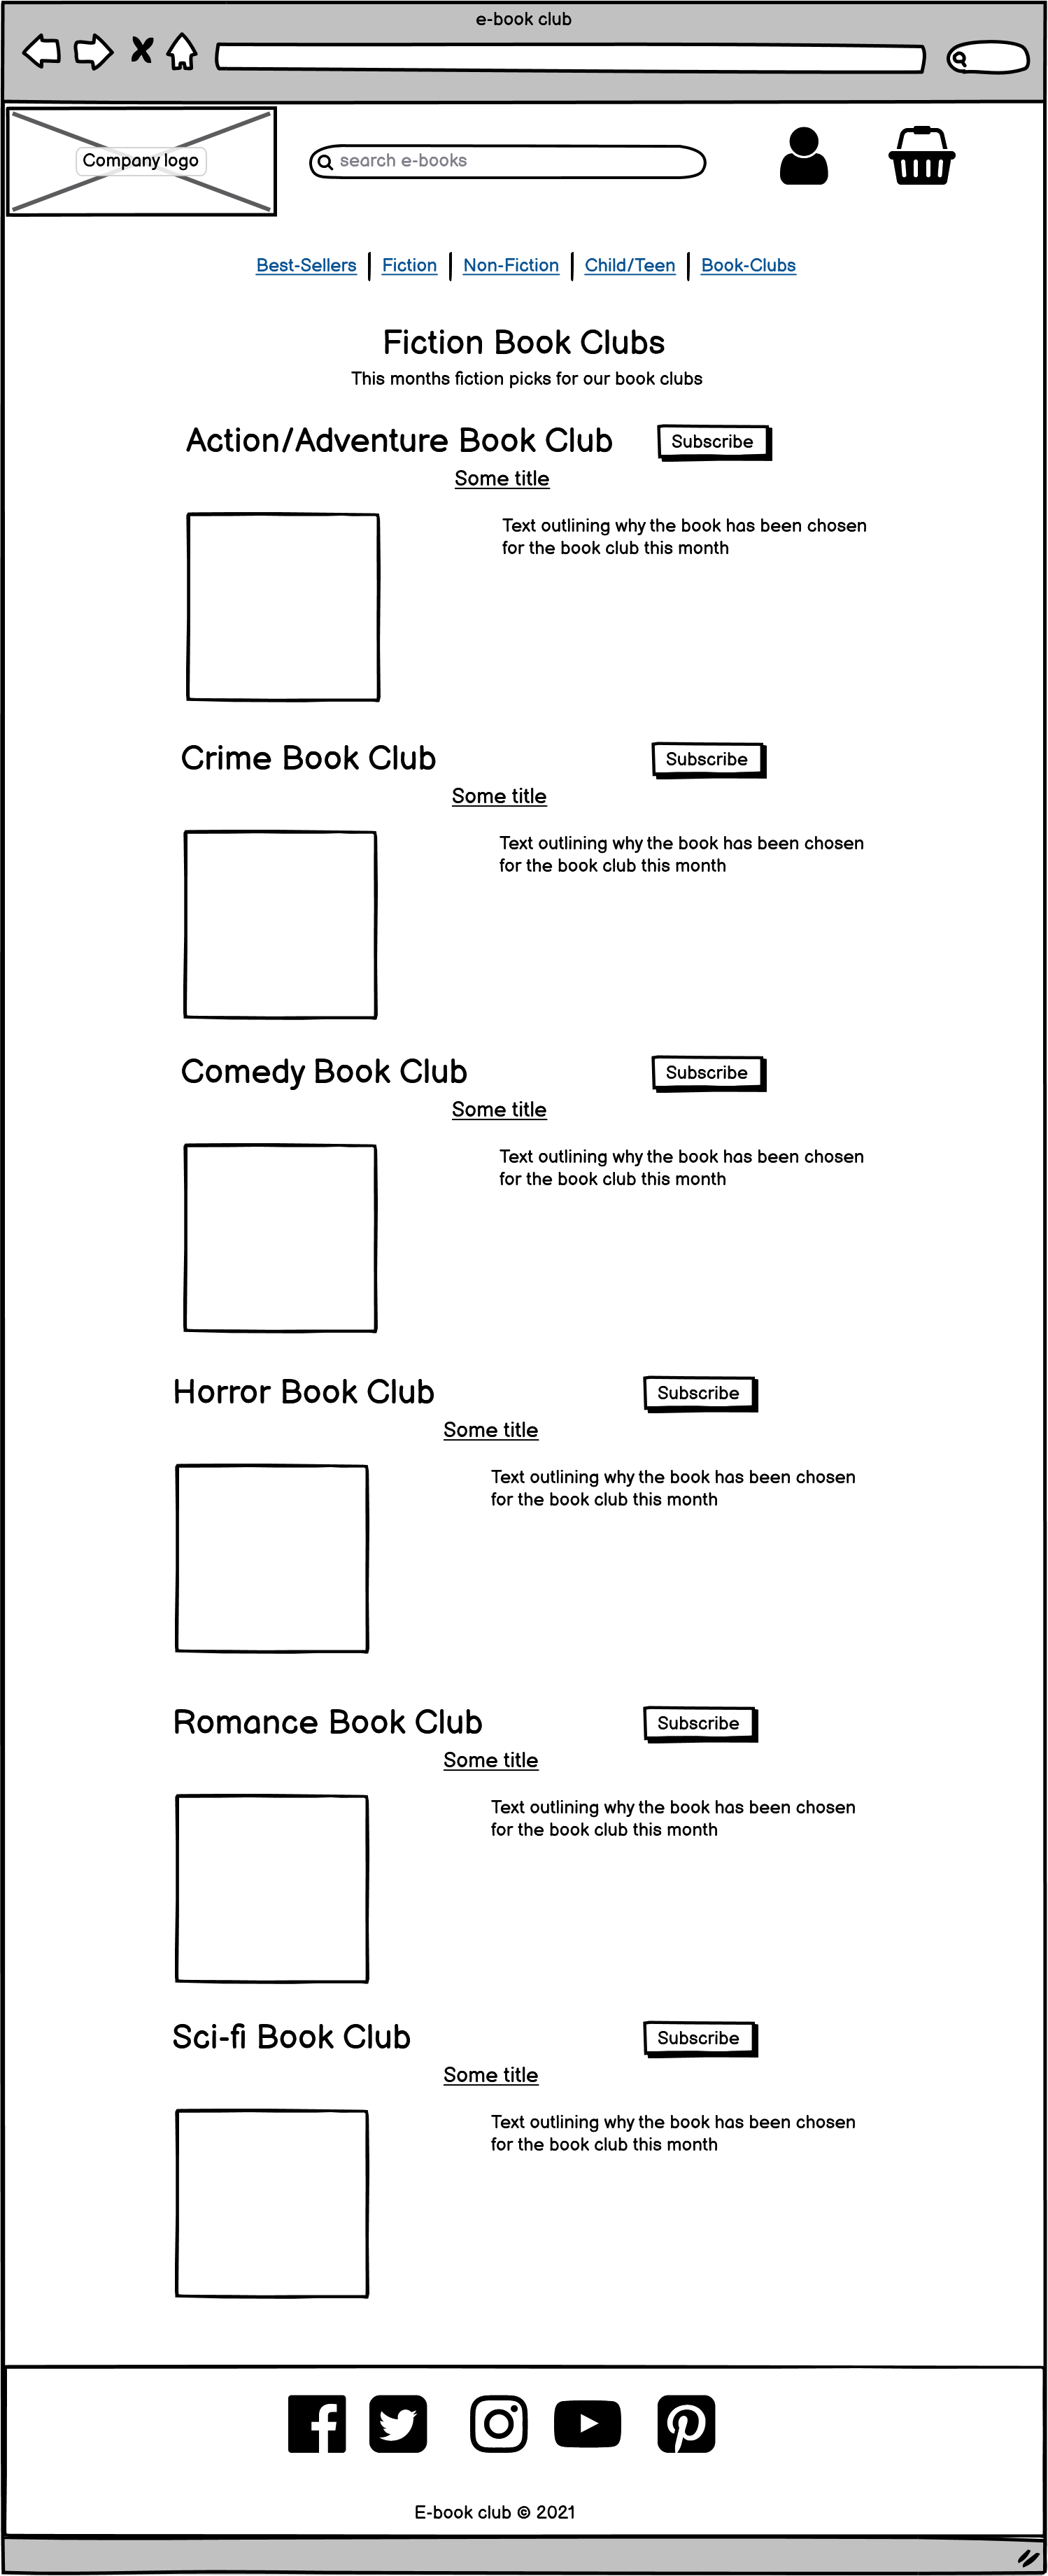 e-book club
Company logo
search e-books
Best-Sellers Fiction Non-Fiction Child/Teen Book-Clubs
Fiction Book Clubs
This months fiction picks for our book clubs
Action/Adventure Book Club Subscribe
Some title
Text outlining why the book has been chosen
for the book club this month
Crime Book Club Subscribe
Some title
Text outlining why the book has been chosen
for the book club this month
Comedy Book Club Subscribe
Some title
Text outlining why the book has been chosen
for the book club this month
Horror Book Club Subscribe
Some title
Text outlining why the book has been chosen
for the book club this month
Romance Book Club Subscribe
Some title
Text outlining why the book has been chosen
for the book club this month
Sci-fi Book Club Subscribe
Some title
Text outlining why the book has been chosen
for the book club this month
E-book club © 2021